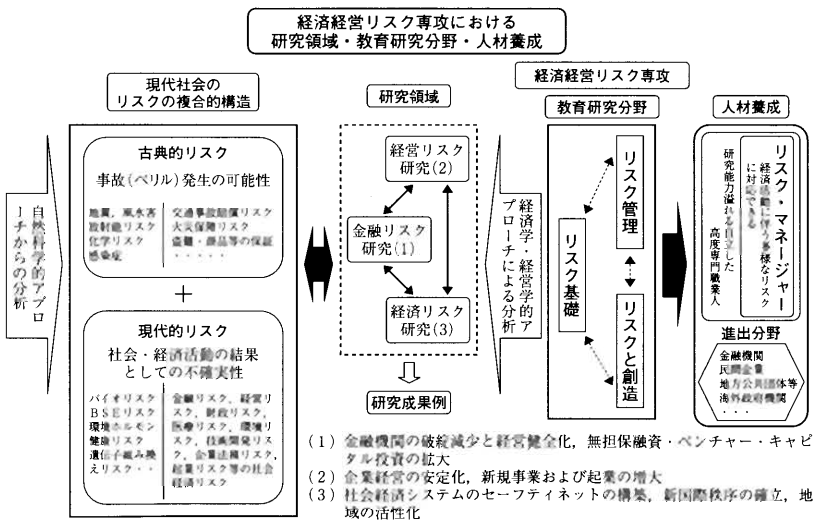 経済経営リスク専攻における
研究領域・教育研究分野・人材養成
現代社会の
リスクの複合的構造
自然科学的アプロ
ーチからの分析
古典的リスク
事故(ペリル)発生の可能性
地震，風水害
放射能リスク
化学リスク
感染症
交通事故賠償リスク
火災保険リスク
盗難・部品等の保証
・・・・・
＋
現代的リスク
社会・経済活動の結果
としての不確実性
バイオリスク
BSEリスク
環境ホルモン
健康リスク
遺伝子組み換
えリスク・・
金融リスク，経営リ
スク，財政リスク，
医療リスク，環境リ
スク，技術開発リス
ク，企業法務リスク，
起業リスク等の社会
経済リスク
研究領域
経営リスク
研究(2)
金融リスク
研究(1)
経済リスク
研究(3)
研究成果例
経済学・経営学的ア
プローチによる分析
経済経営リスク専攻
教育研究分野
リスク管理
リスク基礎
リスクと創造
人材養成
リスク・マネージャー
経済活動に伴う多様なリスク
に対応できる
研究能力溢れる自立した
高度専門職業人
進出分野
金融機関
民間企業
地方公共団体等
海外政府機関
・・・
(1) 金融機関の破綻減少と経営健全化，無担保融資・ベンチャー・キャピ
タル投資の拡大
(2) 企業経営の安定化，新規事業および起業の増大
(3) 社会経済システムのセーフティネットの構築，新国際秩序の確立，地
域の活性化